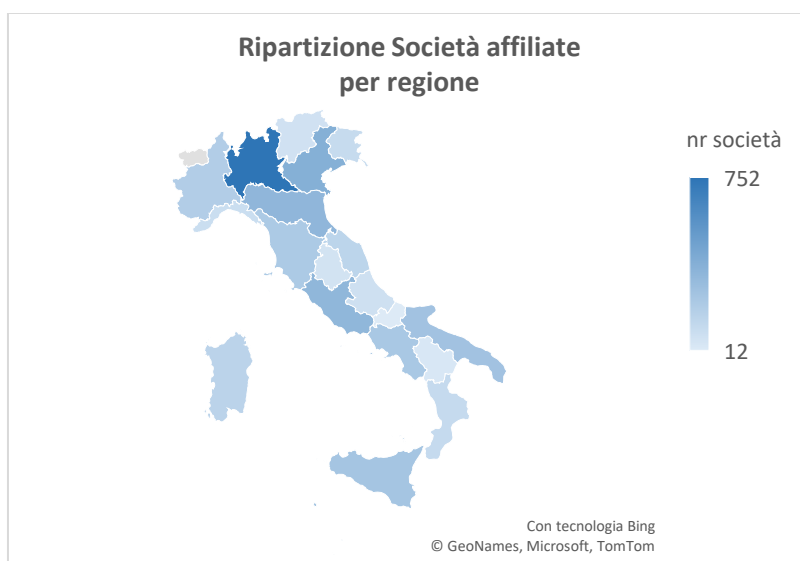 Ripartizione Società affiliate
per regione
nr società
752
12
Con tecnologia Bing
© GeoNames, Microsoft, TomTom